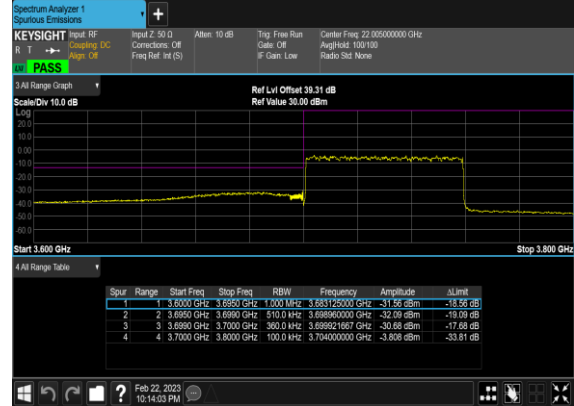 Spectrum Analyzer 1
Spurious Emissions
KEYSIGHT Input: RF Input Z: 50 Ω Atten: 10 dB Trig: Free Run Center Freq: 22.005000000 GHz
R T Coupling: DC Corrections: Off Gate: Off Avg|Hold: 100/100
Align: Off Freq Ref: Int (S) IF Gain: Low Radio Std: None
PASS
3 All Range Graph
Ref Lvl Offset 39.31 dB
Scale/Div 10.0 dB Ref Value 30.00 dBm
Log
20.0
10.0
0.00
-10.0
-20.0
-30.0
-40.0
-50.0
-60.0
Start 3.600 GHz Stop 3.800 GHz
4 All Range Table
Spur Range Start Freq Stop Freq RBW Frequency Amplitude ΔLimit
1 1 3.6000 GHz 3.6950 GHz 1.000 MHz 3.683125000 GHz -31.56 dBm -18.56 dB
2 2 3.6950 GHz 3.6990 GHz 510.0 kHz 3.698960000 GHz -32.09 dBm -19.09 dB
3 3 3.6990 GHz 3.7000 GHz 360.0 kHz 3.699921667 GHz -30.68 dBm -17.68 dB
4 4 3.7000 GHz 3.8000 GHz 100.0 kHz 3.704000000 GHz -3.808 dBm -33.81 dB
Feb 22, 2023
10:14:03 PM